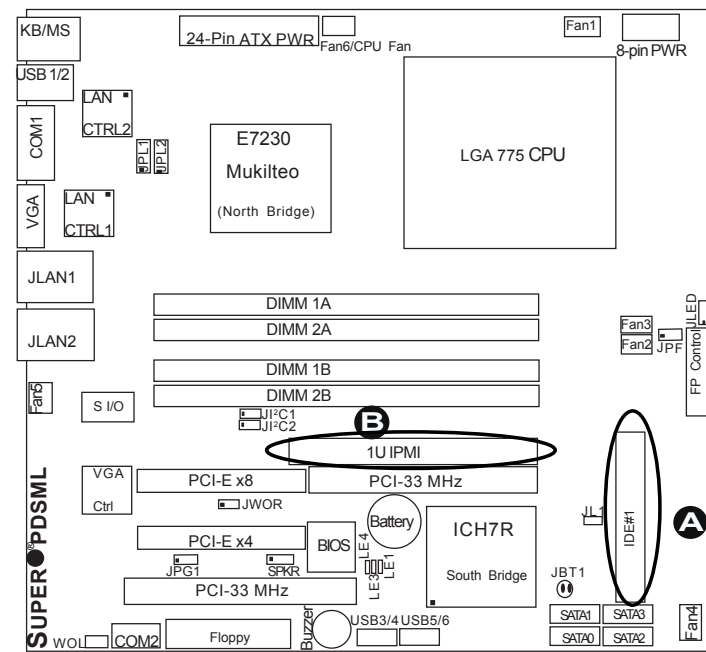 KB/MS
24-Pin ATX PWR
Fan6/CPU Fan
Fan1
8-pin PWR
USB 1/2
LAN
CTRL2
COM1
JPL1
JPL2
E7230
Mukilteo
(North Bridge)
LGA 775 CPU
VGA
LAN
CTRL1
JLAN1
JLAN2
DIMM 1A
DIMM 2A
DIMM 1B
DIMM 2B
Fan3
Fan2
JPF
JLED
FP Control
Fan5
S I/O
JI²C1
JI²C2
B
1U IPMI
VGA
Ctrl
PCI-E x8
PCI-33 MHz
JWOR
Battery
ICH7R
South Bridge
JL1
IDE#1
A
PCI-E x4
BIOS
LE4
LE3
LE1
JPG1
SPKR
PCI-33 MHz
JBT1
SUPER ® PDSML
WOL
COM2
Floppy
Buzzer
USB3/4
USB5/6
SATA1
SATA3
SATA0
SATA2
Fan4